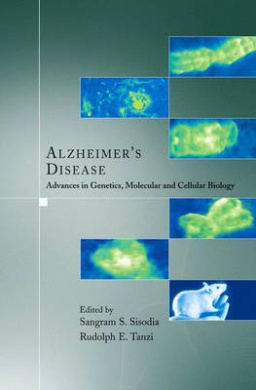 ALZHEIMER'S
DISEASE
Advances in Genetics, Molecular and Cellular Biology
Edited by
Sangram S. Sisodia
Rudolph E. Tanzi